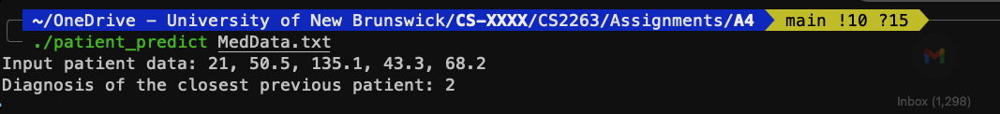 ~/OneDrive – University of New Brunswick/CS-XXXX/CS2263/Assignments/A4 main !10 ?15
./patient_predict MedData.txt
Input patient data: 21, 50.5, 135.1, 43.3, 68.2
Diagnosis of the closest previous patient: 2
Inbox (1,298)